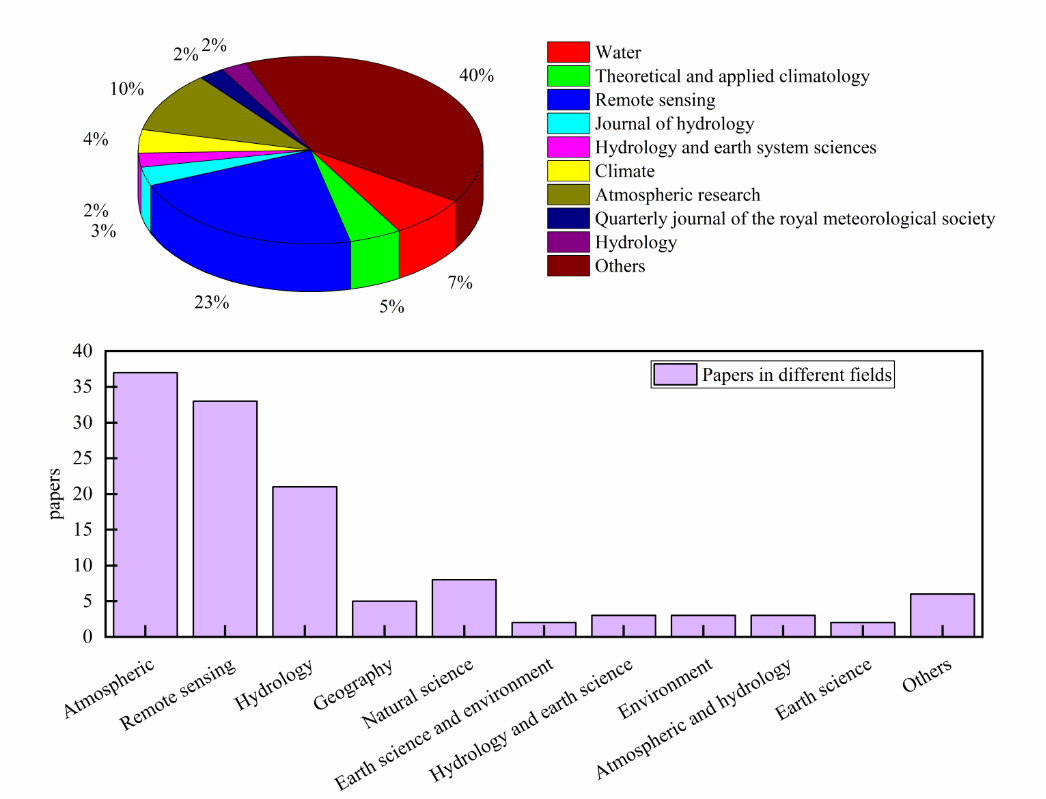 2%
2%
40%
10%
4%
2%
3%
23%
5%
7%
Water
Theoretical and applied climatology
Remote sensing
Journal of hydrology
Hydrology and earth system sciences
Climate
Atmospheric research
Quarterly journal of the royal meteorological society
Hydrology
Others
40
35
30
25
20
15
10
5
0
papers
Papers in different fields
Atmospheric
Remote sensing
Hydrology
Geography
Natural science
Earth science and environment
Hydrology and earth science
Environment
Atmospheric and hydrology
Earth science
Others